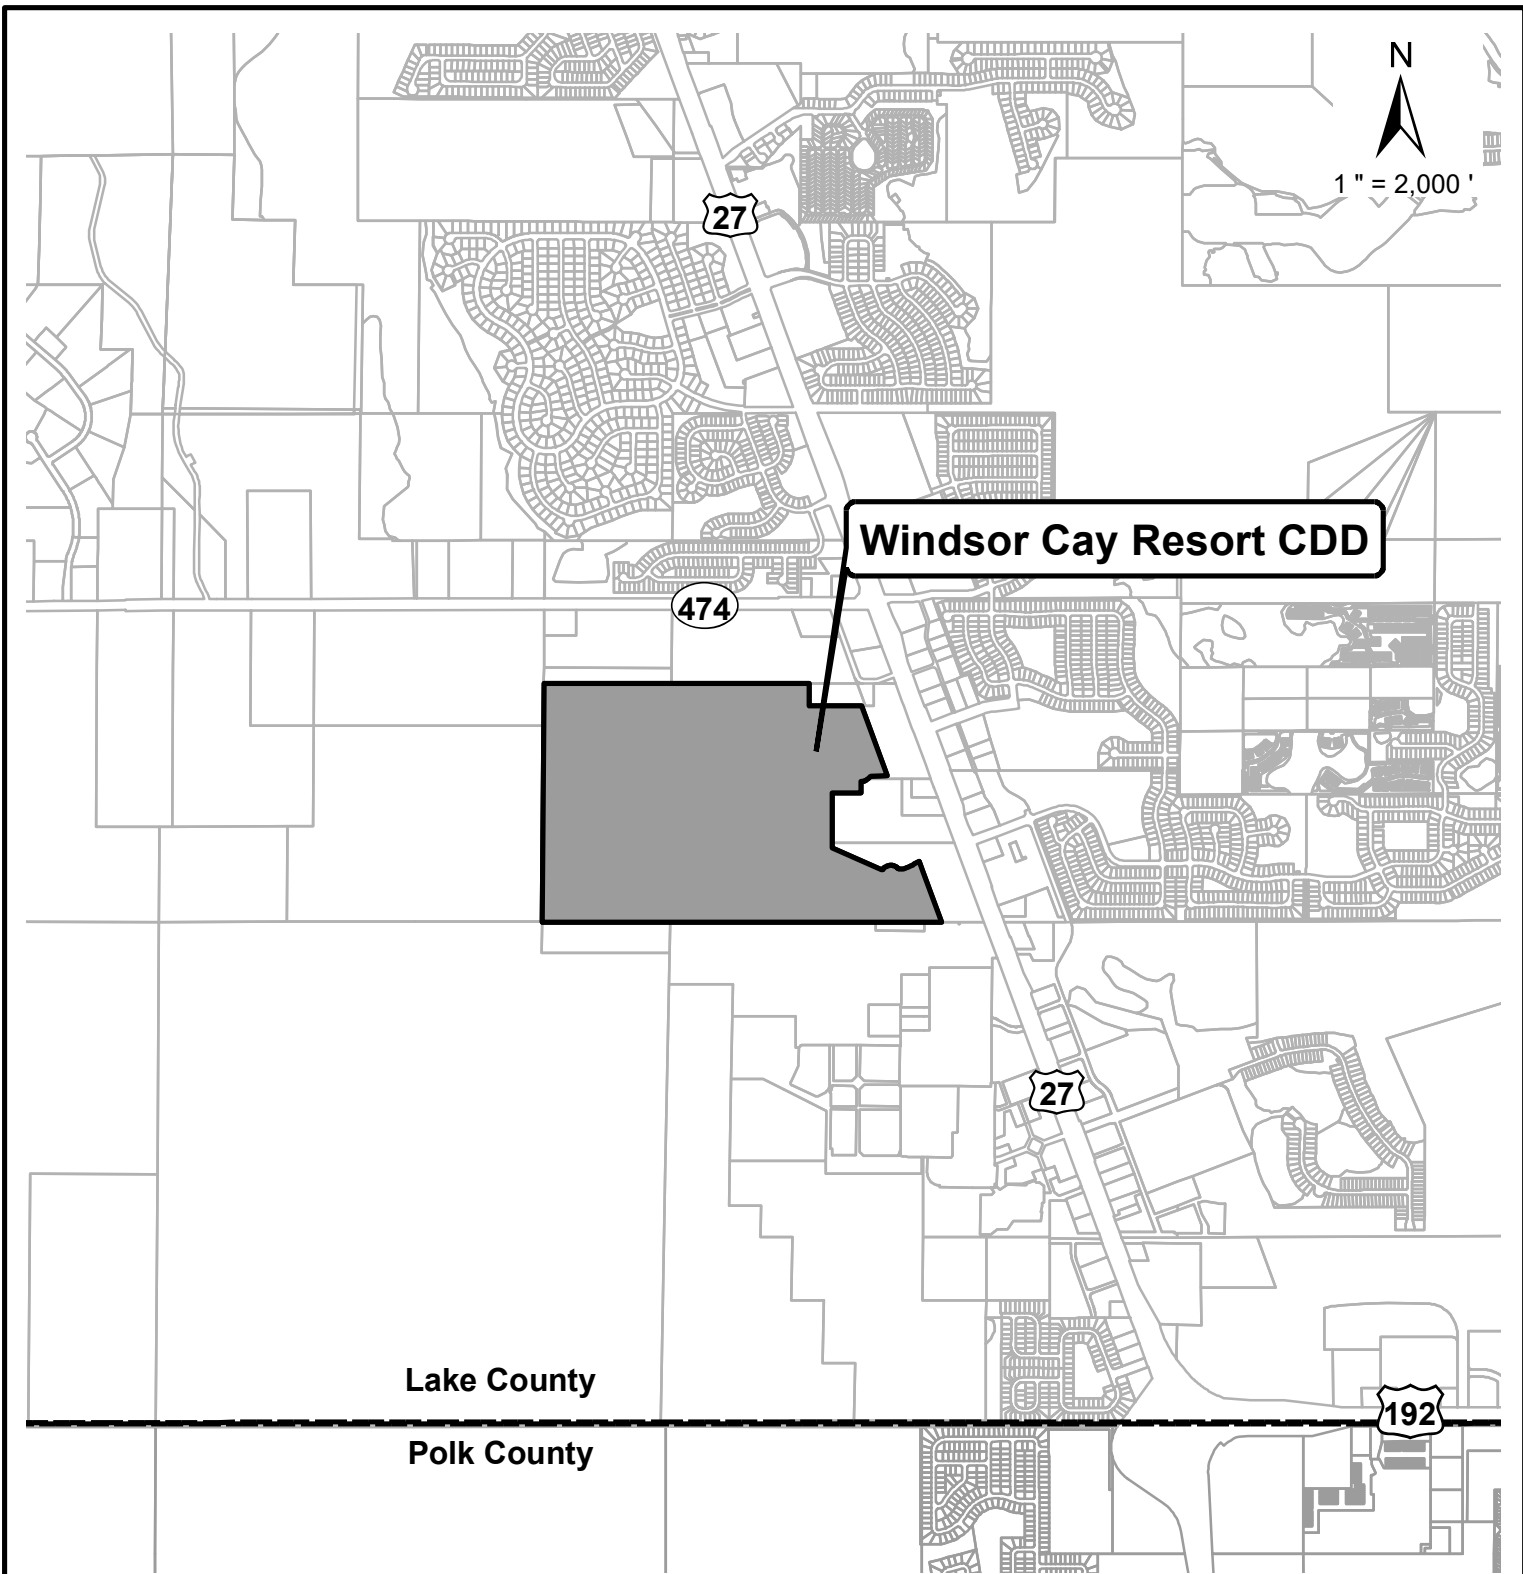 N
1 " = 2,000 '
27
Windsor Cay Resort CDD
474
27
Lake County
192
Polk County